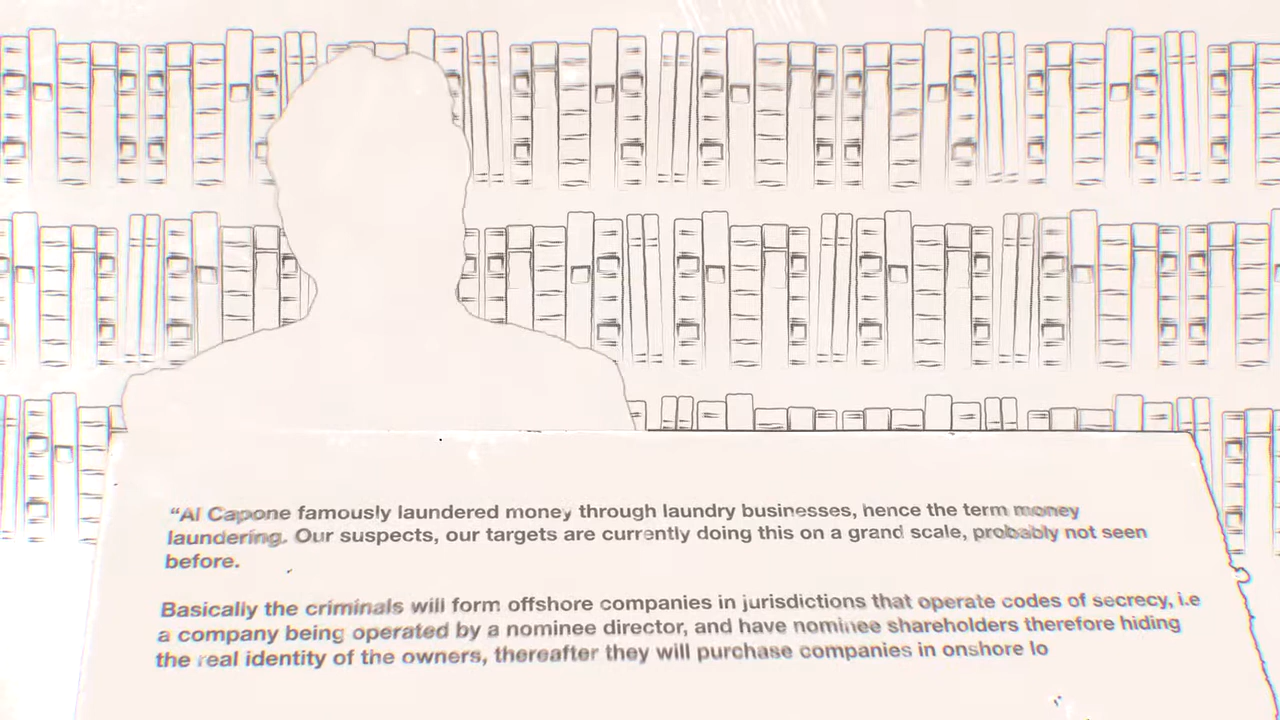 “Al Capone famously laundered money through laundry businesses, hence the term money
laundering. Our suspects, our targets are currently doing this on a grand scale, probably not seen
before.
Basically the criminals will form offshore companies in jurisdictions that operate codes of secrecy, i.e
a company being operated by a nominee director, and have nominee shareholders therefore hiding
the real identity of the owners, thereafter they will purchase companies in onshore lo